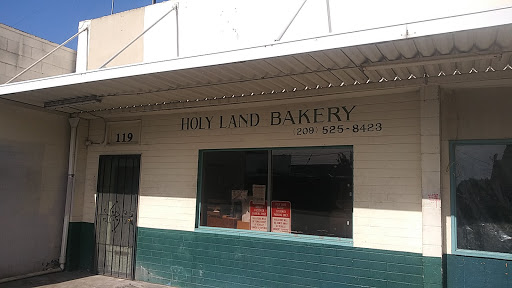 HOLY LAND BAKERY
(209) 525-8423
119